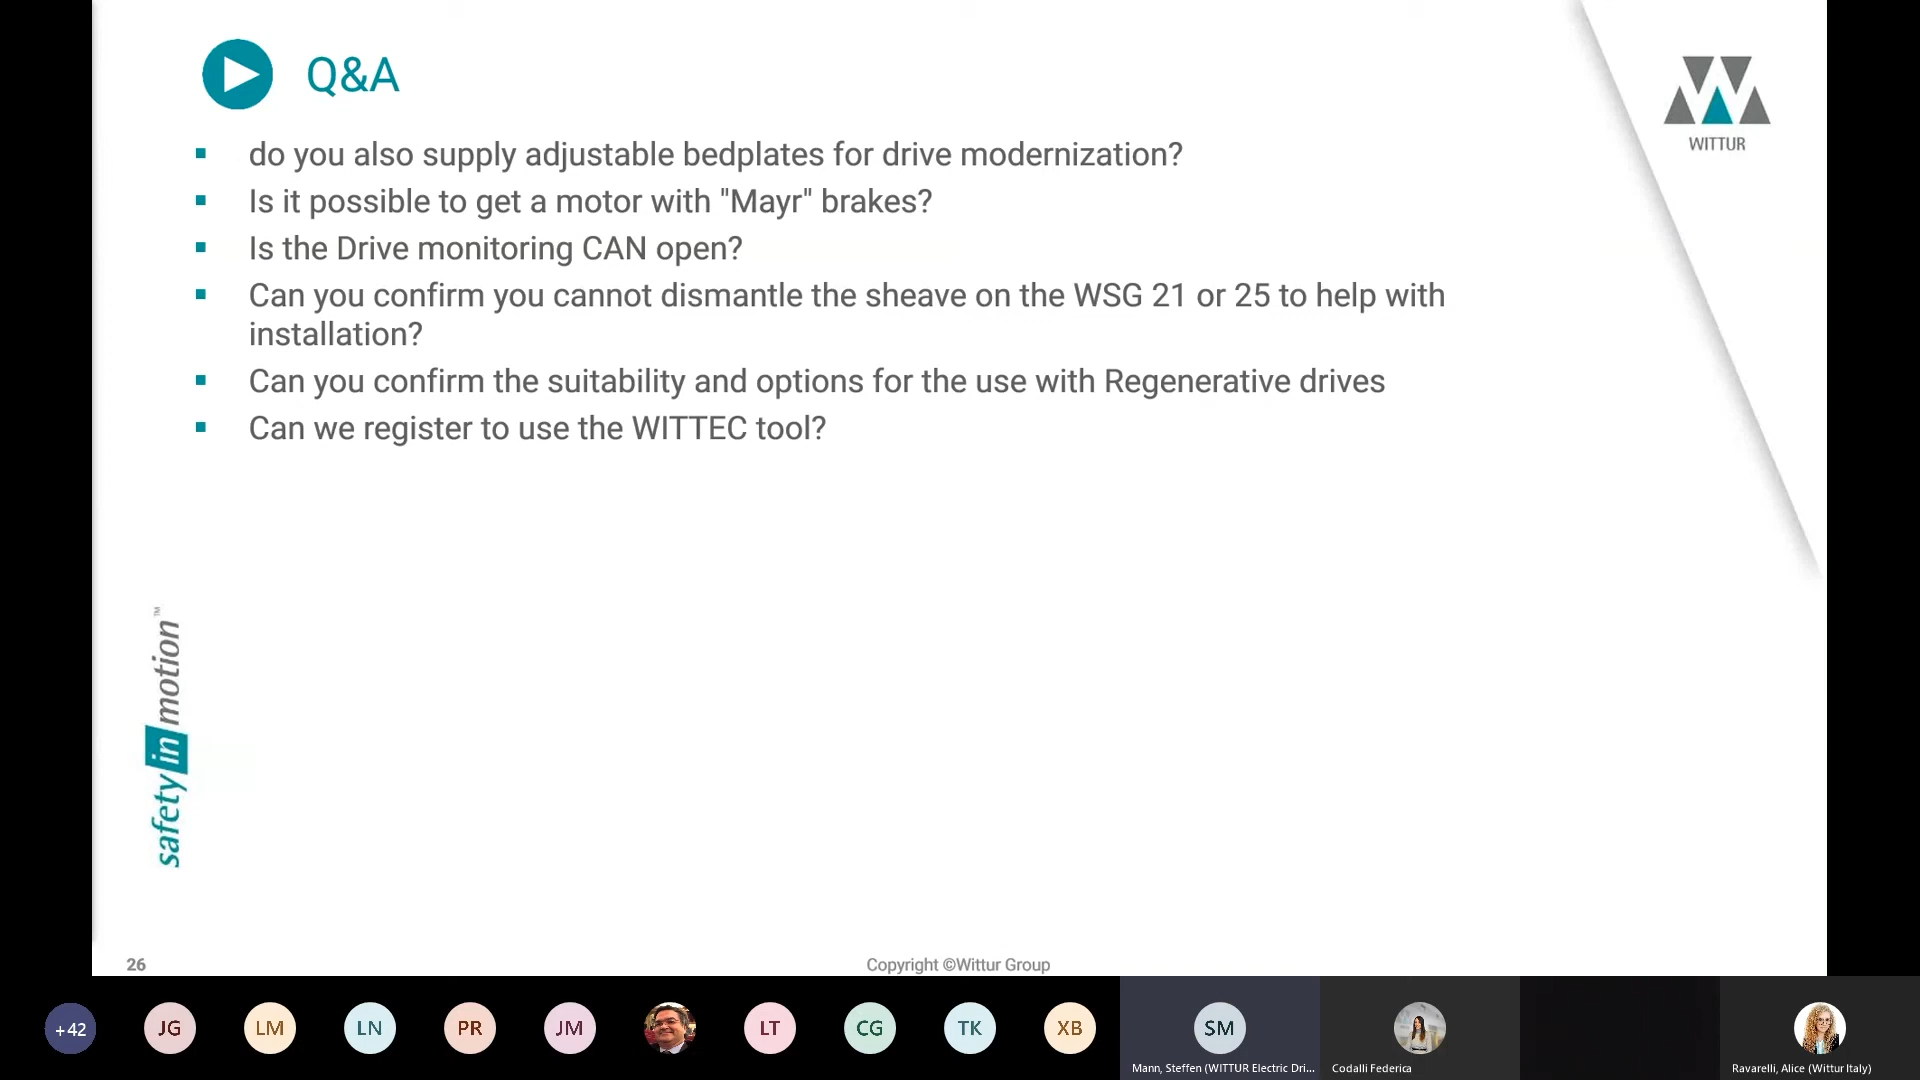 Q&A
WITTUR
do you also supply adjustable bedplates for drive modernization?
Is it possible to get a motor with "Mayr" brakes?
Is the Drive monitoring CAN open?
Can you confirm you cannot dismantle the sheave on the WSG 21 or 25 to help with
installation?
Can you confirm the suitability and options for the use with Regenerative drives
Can we register to use the WITTEC tool?
safety in motion™
26
Copyright ©Wittur Group
+42
JG
LM
LN
PR
JM
LT
CG
TK
XB
SM
Mann, Steffen (WITTUR Electric Dri...
Codalli Federica
Ravarelli, Alice (Wittur Italy)